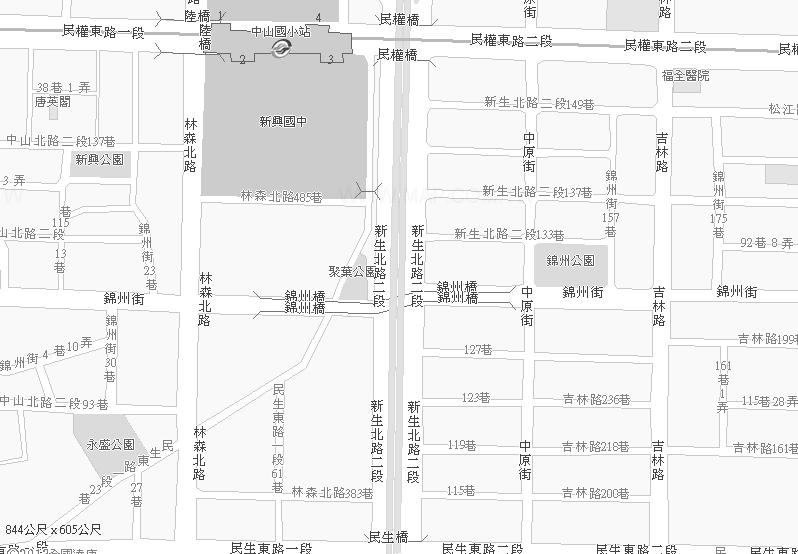 陸橋
1
4
民權橋
中原街
民權東路一段
陸橋
中山國小站
民權東路二段
民權東路二段
民權東路二段
2
3
民權橋
38巷1弄
唐英閣
福全醫院
新生北路二段149巷
松江
新興國中
林森北路
中山北路二段137巷
新興公園
中原街
吉林路
3弄
林森北路485巷
新生北路二段137巷
錦州街157巷
錦州街175巷
巷
115
山北路二段
13巷
錦州街23巷
新生北路二段
新生北路二段
新生北路二段133巷
92巷8弄
聚葉公園
錦州公園
林森北路
錦州街
錦州橋
錦州橋
錦州橋
錦州橋
中原街
錦州街
吉林路
錦州街
錦州街30巷
錦州街4巷10弄
127巷
吉林路199巷
161巷1弄
民生東路一段61巷
中山北路二段93巷
123巷
吉林路236巷
115巷28弄
新生北路二段
新生北路二段
永盛公園
林森北路
119巷
中原街
吉林路218巷
吉林路
吉林路161巷
民生東路一段23巷
27巷
林森北路383巷
115巷
吉林路200巷
844公尺 x 605公尺
民生橋
民生東路一段
民生東路二段
民生東路二段